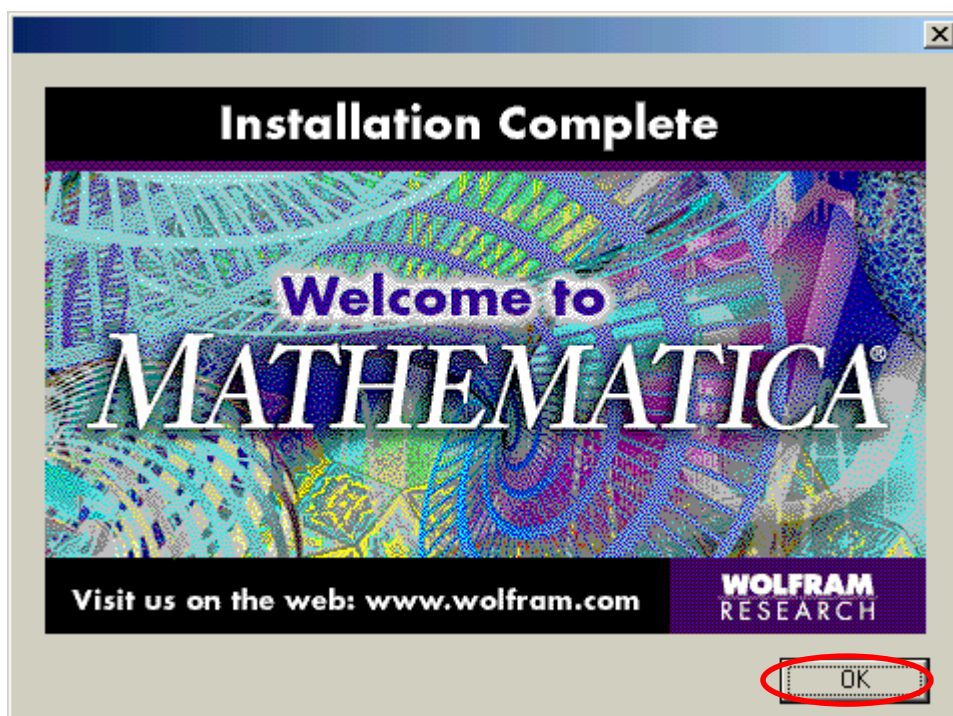 Installation Complete
Welcome to
MATHEMATICA®
Visit us on the web: www.wolfram.com
WOLFRAM
RESEARCH
OK